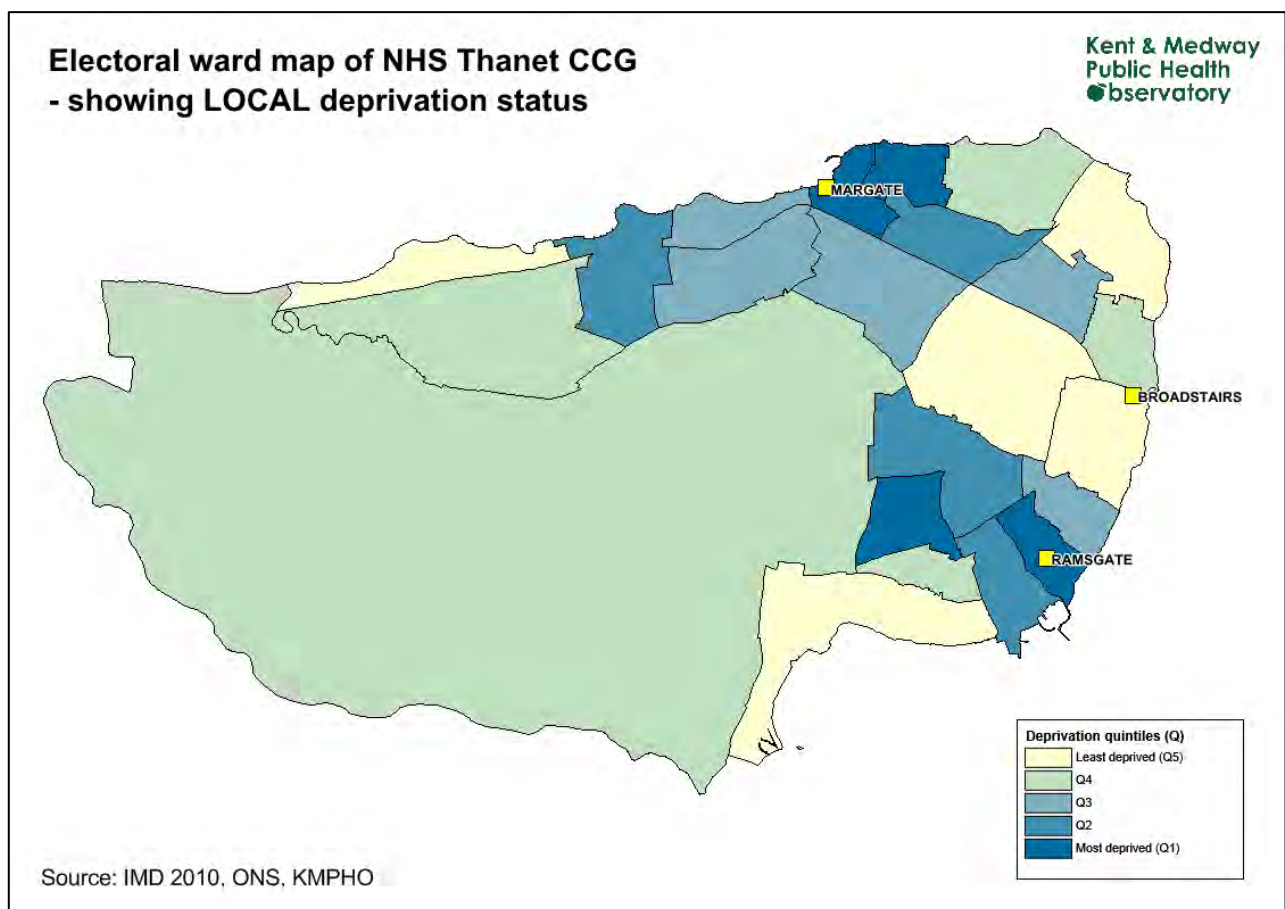 Electoral ward map of NHS Thanet CCG
- showing LOCAL deprivation status
Kent & Medway
Public Health
Observatory
MARGATE
BROADSTAIRS
RAMSGATE
Deprivation quintiles (Q)
Least deprived (Q5)
Q4
Q3
Q2
Most deprived (Q1)
Source: IMD 2010, ONS, KMPHO